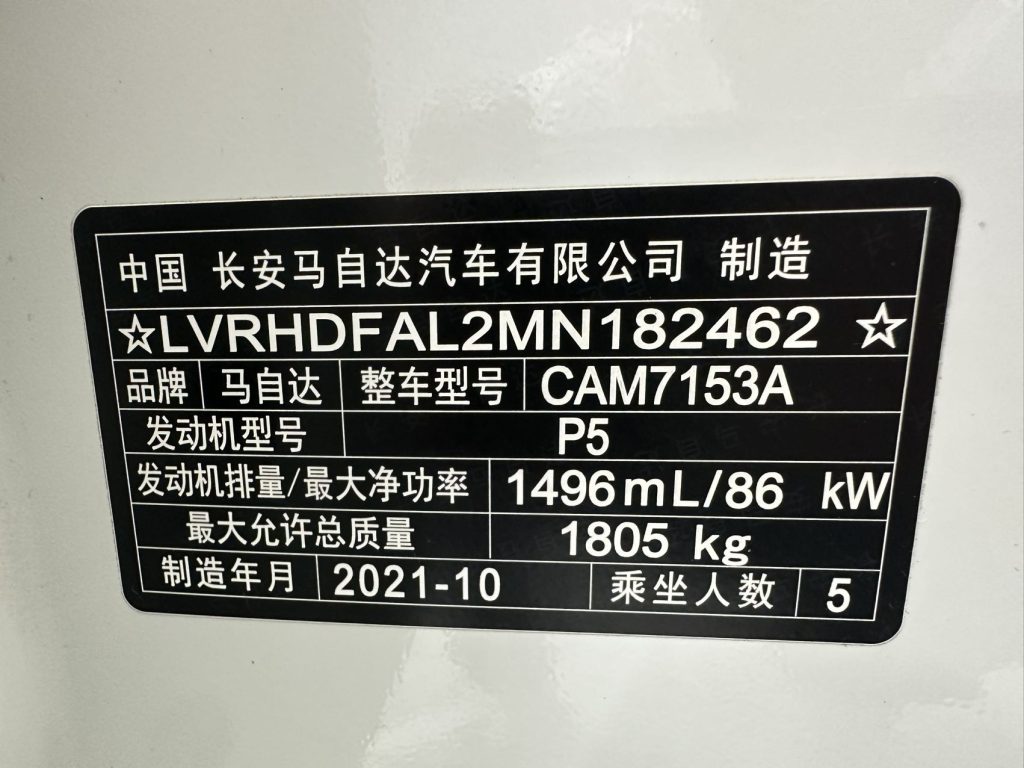 中国 长安马自达汽车有限公司 制造
☆LVRHDFAL2MN182462☆
品牌 马自达 整车型号 CAM7153A
发动机型号 P5
发动机排量/最大净功率 1496mL/86 kW
最大允许总质量 1805 kg
制造年月 2021-10 乘坐人数 5